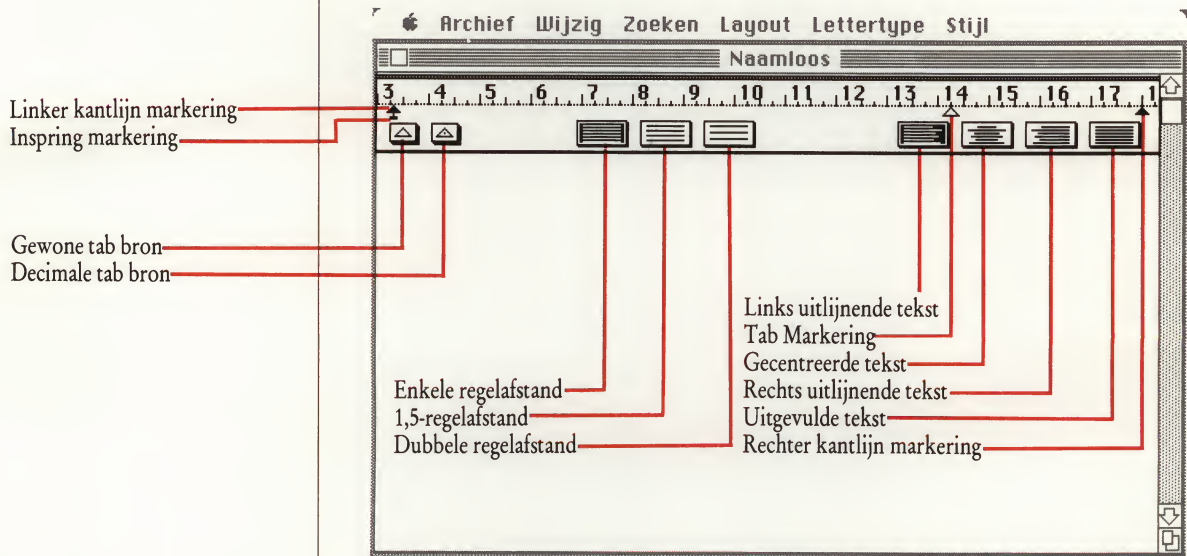 Archief Wijzig Zoeken Layout Lettertype Stijl
Naamloos
3 4 5 6 7 8 9 10 11 12 13 14 15 16 17 1
Linker kantlijn markering
Inspring markering
Gewone tab bron
Decimale tab bron
Links uitlijnende tekst
Tab Markering
Gecentreerde tekst
Enkele regelafstand
Rechts uitlijnende tekst
1,5-regelafstand
Uitgevulde tekst
Dubbele regelafstand
Rechter kantlijn markering